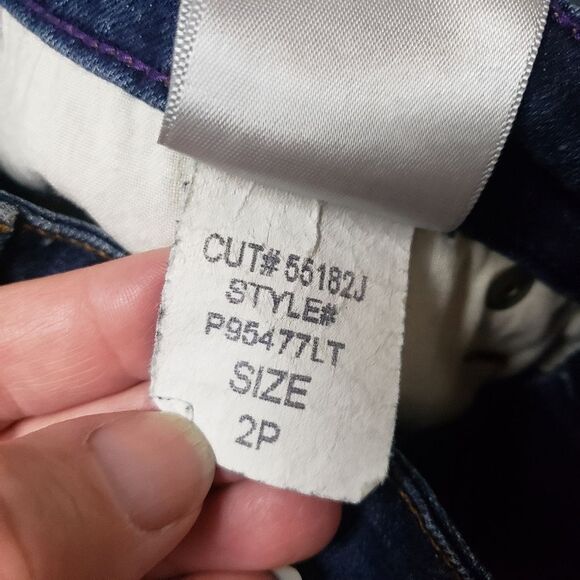 CUT# 55182J
STYLE#
P95477LT
SIZE
2P